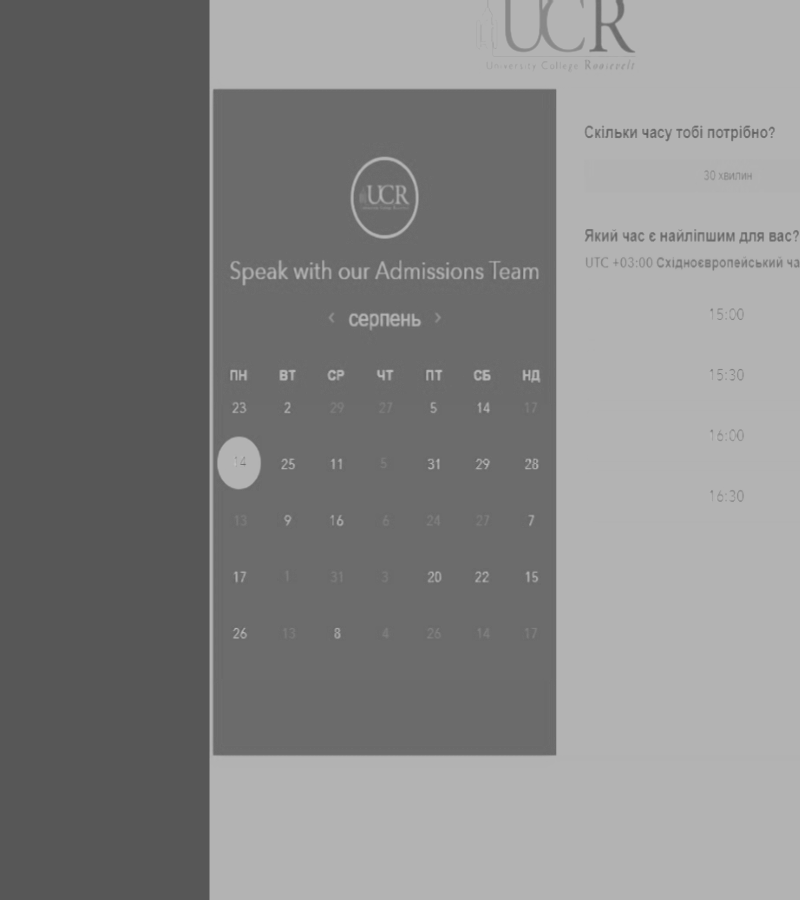 UCR
University College Roosevelt
UCR
Speak with our Admissions Team
‹ серпень ›
ПН ВТ СР ЧТ ПТ СБ НД
23 2 29 27 5 14 17
14 25 11 5 31 29 28
13 9 16 6 24 27 7
17 1 31 3 20 22 15
26 13 8 4 26 14 17
Скільки часу тобі потрібно?
30 хвилин
Який час є найліпшим для вас?
UTC +03:00 Східноєвропейський ча
15:00
15:30
16:00
16:30